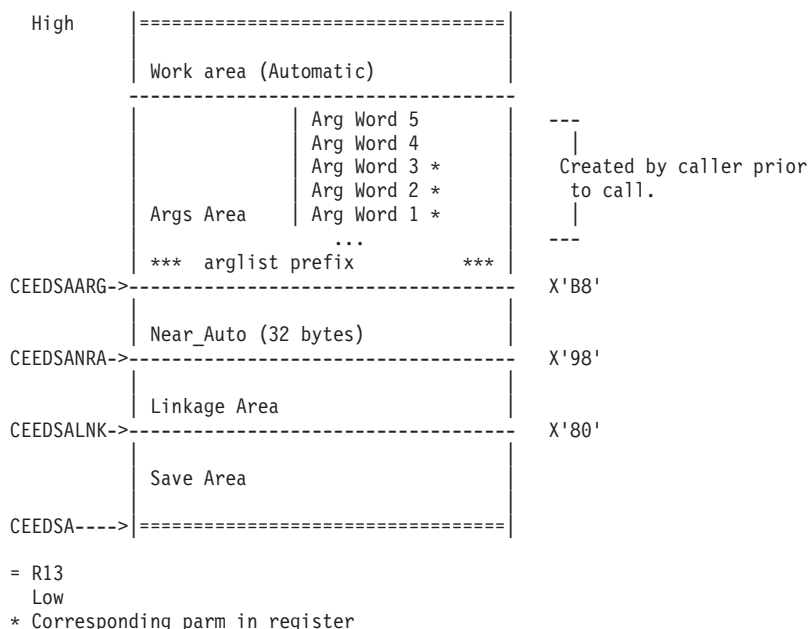 High |==================================|
| Work area (Automatic) |
------------------------------------
| | Arg Word 5 | ---
| | Arg Word 4 | |
| | Arg Word 3 * | Created by caller prior
| | Arg Word 2 * | to call.
| Args Area | Arg Word 1 * | |
| ... | ---
| *** arglist prefix *** |
CEEDSAARG->------------------------------------ X'B8'
| Near_Auto (32 bytes) |
CEEDSANRA->------------------------------------ X'98'
| Linkage Area |
CEEDSALNK->------------------------------------ X'80'
| Save Area |
CEEDSA---->|==================================|
= R13
Low
* Corresponding parm in register